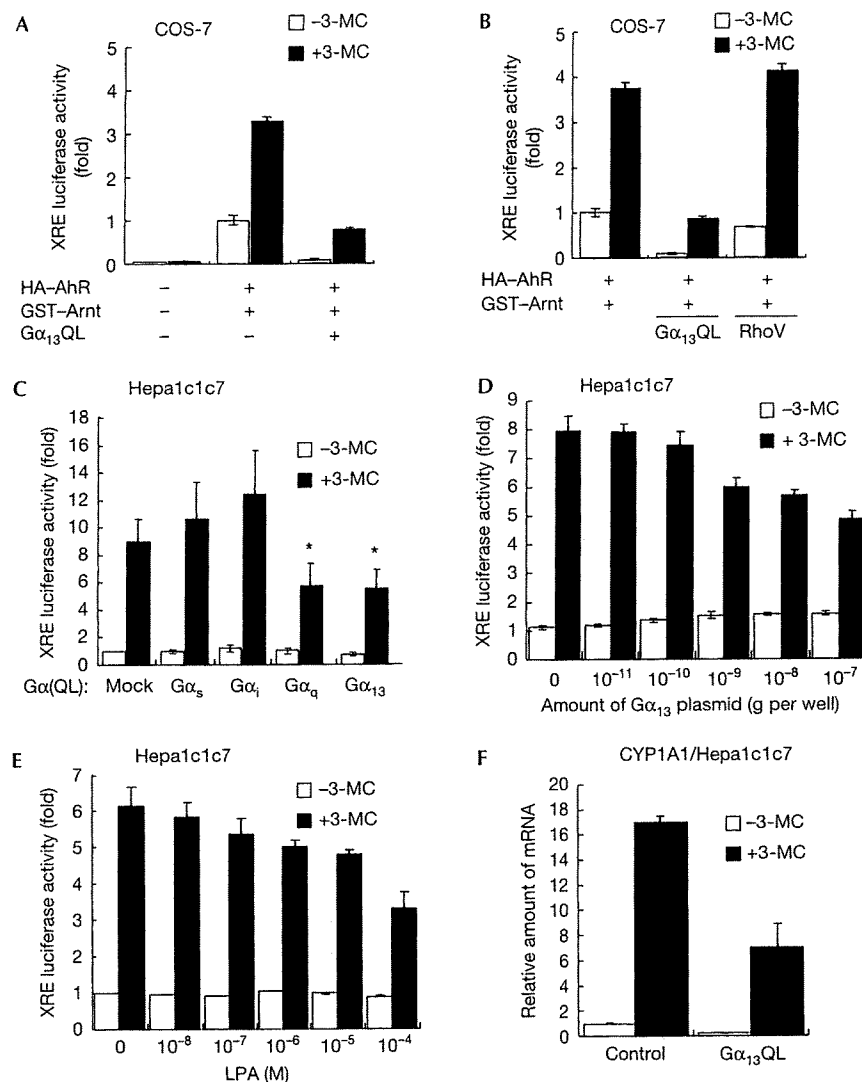 A
COS-7
–3-MC
+3-MC
XRE luciferase activity
(fold)
5
4
3
2
1
0
HA–AhR – + +
GST–Arnt – + +
Gα₁₃QL – – +
B
COS-7
–3-MC
+3-MC
XRE luciferase activity
(fold)
5
4
3
2
1
0
HA–AhR + + +
GST–Arnt + + +
Gα₁₃QL RhoV
C
Hepa1c1c7
–3-MC
+3-MC
XRE luciferase activity (fold)
18
16
14
12
10
8
6
4
2
0
* *
Gα(QL): Mock Gαₛ Gαᵢ Gα_q Gα₁₃
D
Hepa1c1c7
–3-MC
+ 3-MC
XRE luciferase activity (fold)
9
8
7
6
5
4
3
2
1
0
0 10⁻¹¹ 10⁻¹⁰ 10⁻⁹ 10⁻⁸ 10⁻⁷
Amount of Gα₁₃ plasmid (g per well)
E
Hepa1c1c7
–3-MC
+3-MC
XRE luciferase activity (fold)
7
6
5
4
3
2
1
0
0 10⁻⁸ 10⁻⁷ 10⁻⁶ 10⁻⁵ 10⁻⁴
LPA (M)
F
CYP1A1/Hepa1c1c7
–3-MC
+3-MC
Relative amount of mRNA
20
18
16
14
12
10
8
6
4
2
0
Control Gα₁₃QL